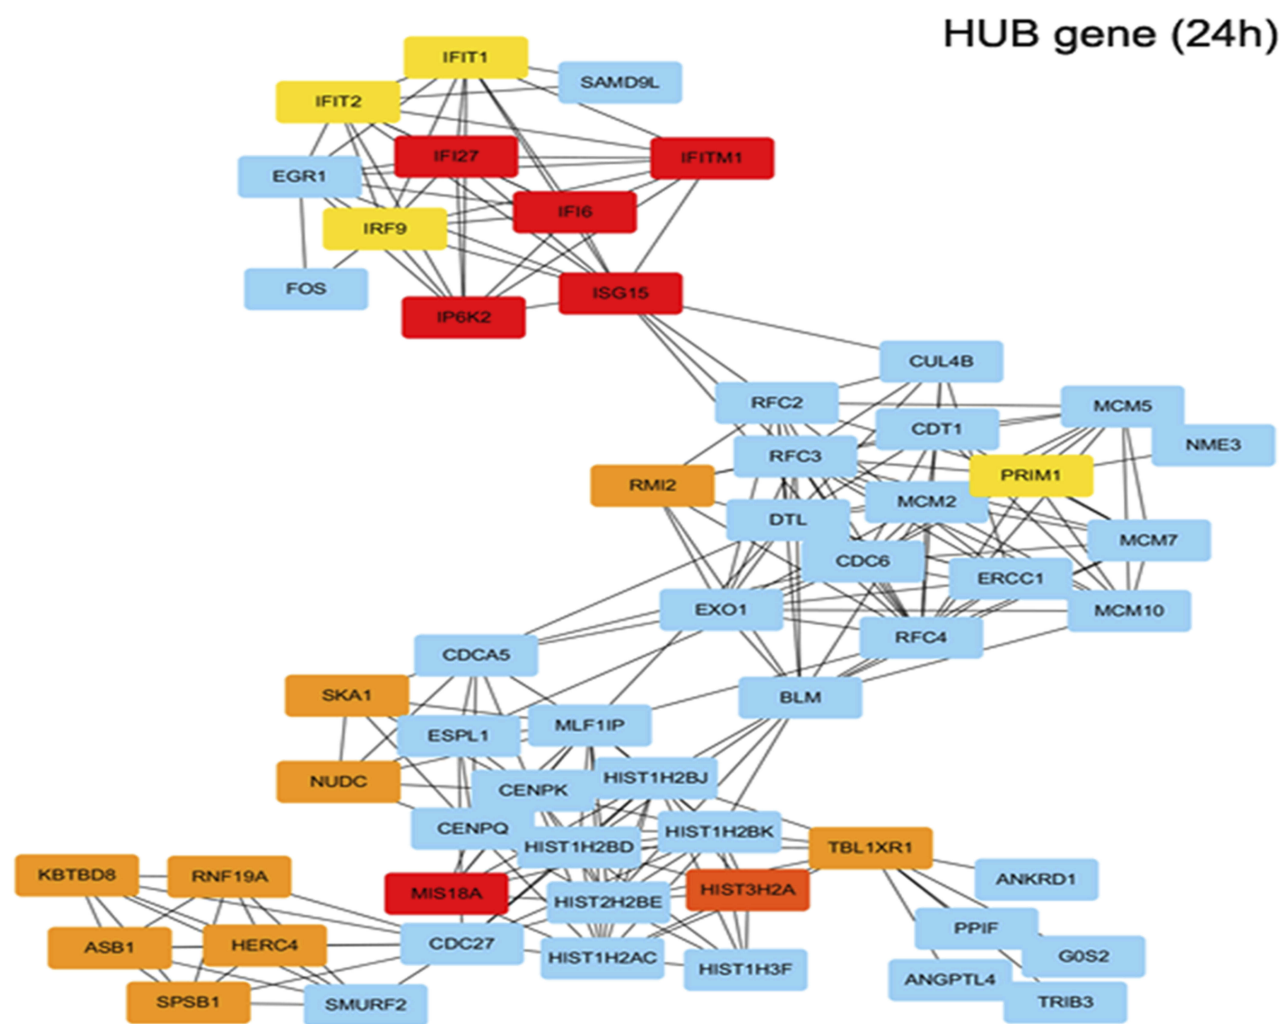 HUB gene (24h)
IFIT1
SAMD9L
IFIT2
IFI27
IFITM1
EGR1
IFI6
IRF9
FOS
ISG15
IP6K2
CUL4B
RFC2
MCM5
CDT1
NME3
RFC3
PRIM1
RMI2
MCM2
DTL
MCM7
CDC6
ERCC1
EXO1
MCM10
RFC4
CDCA5
SKA1
BLM
MLF1IP
ESPL1
NUDC
HIST1H2BJ
CENPK
CENPQ
HIST1H2BK
HIST1H2BD
TBL1XR1
KBTBD8
RNF19A
ANKRD1
MIS18A
HIST3H2A
HIST2H2BE
PPIF
ASB1
HERC4
CDC27
G0S2
HIST1H2AC
HIST1H3F
ANGPTL4
SPSB1
SMURF2
TRIB3